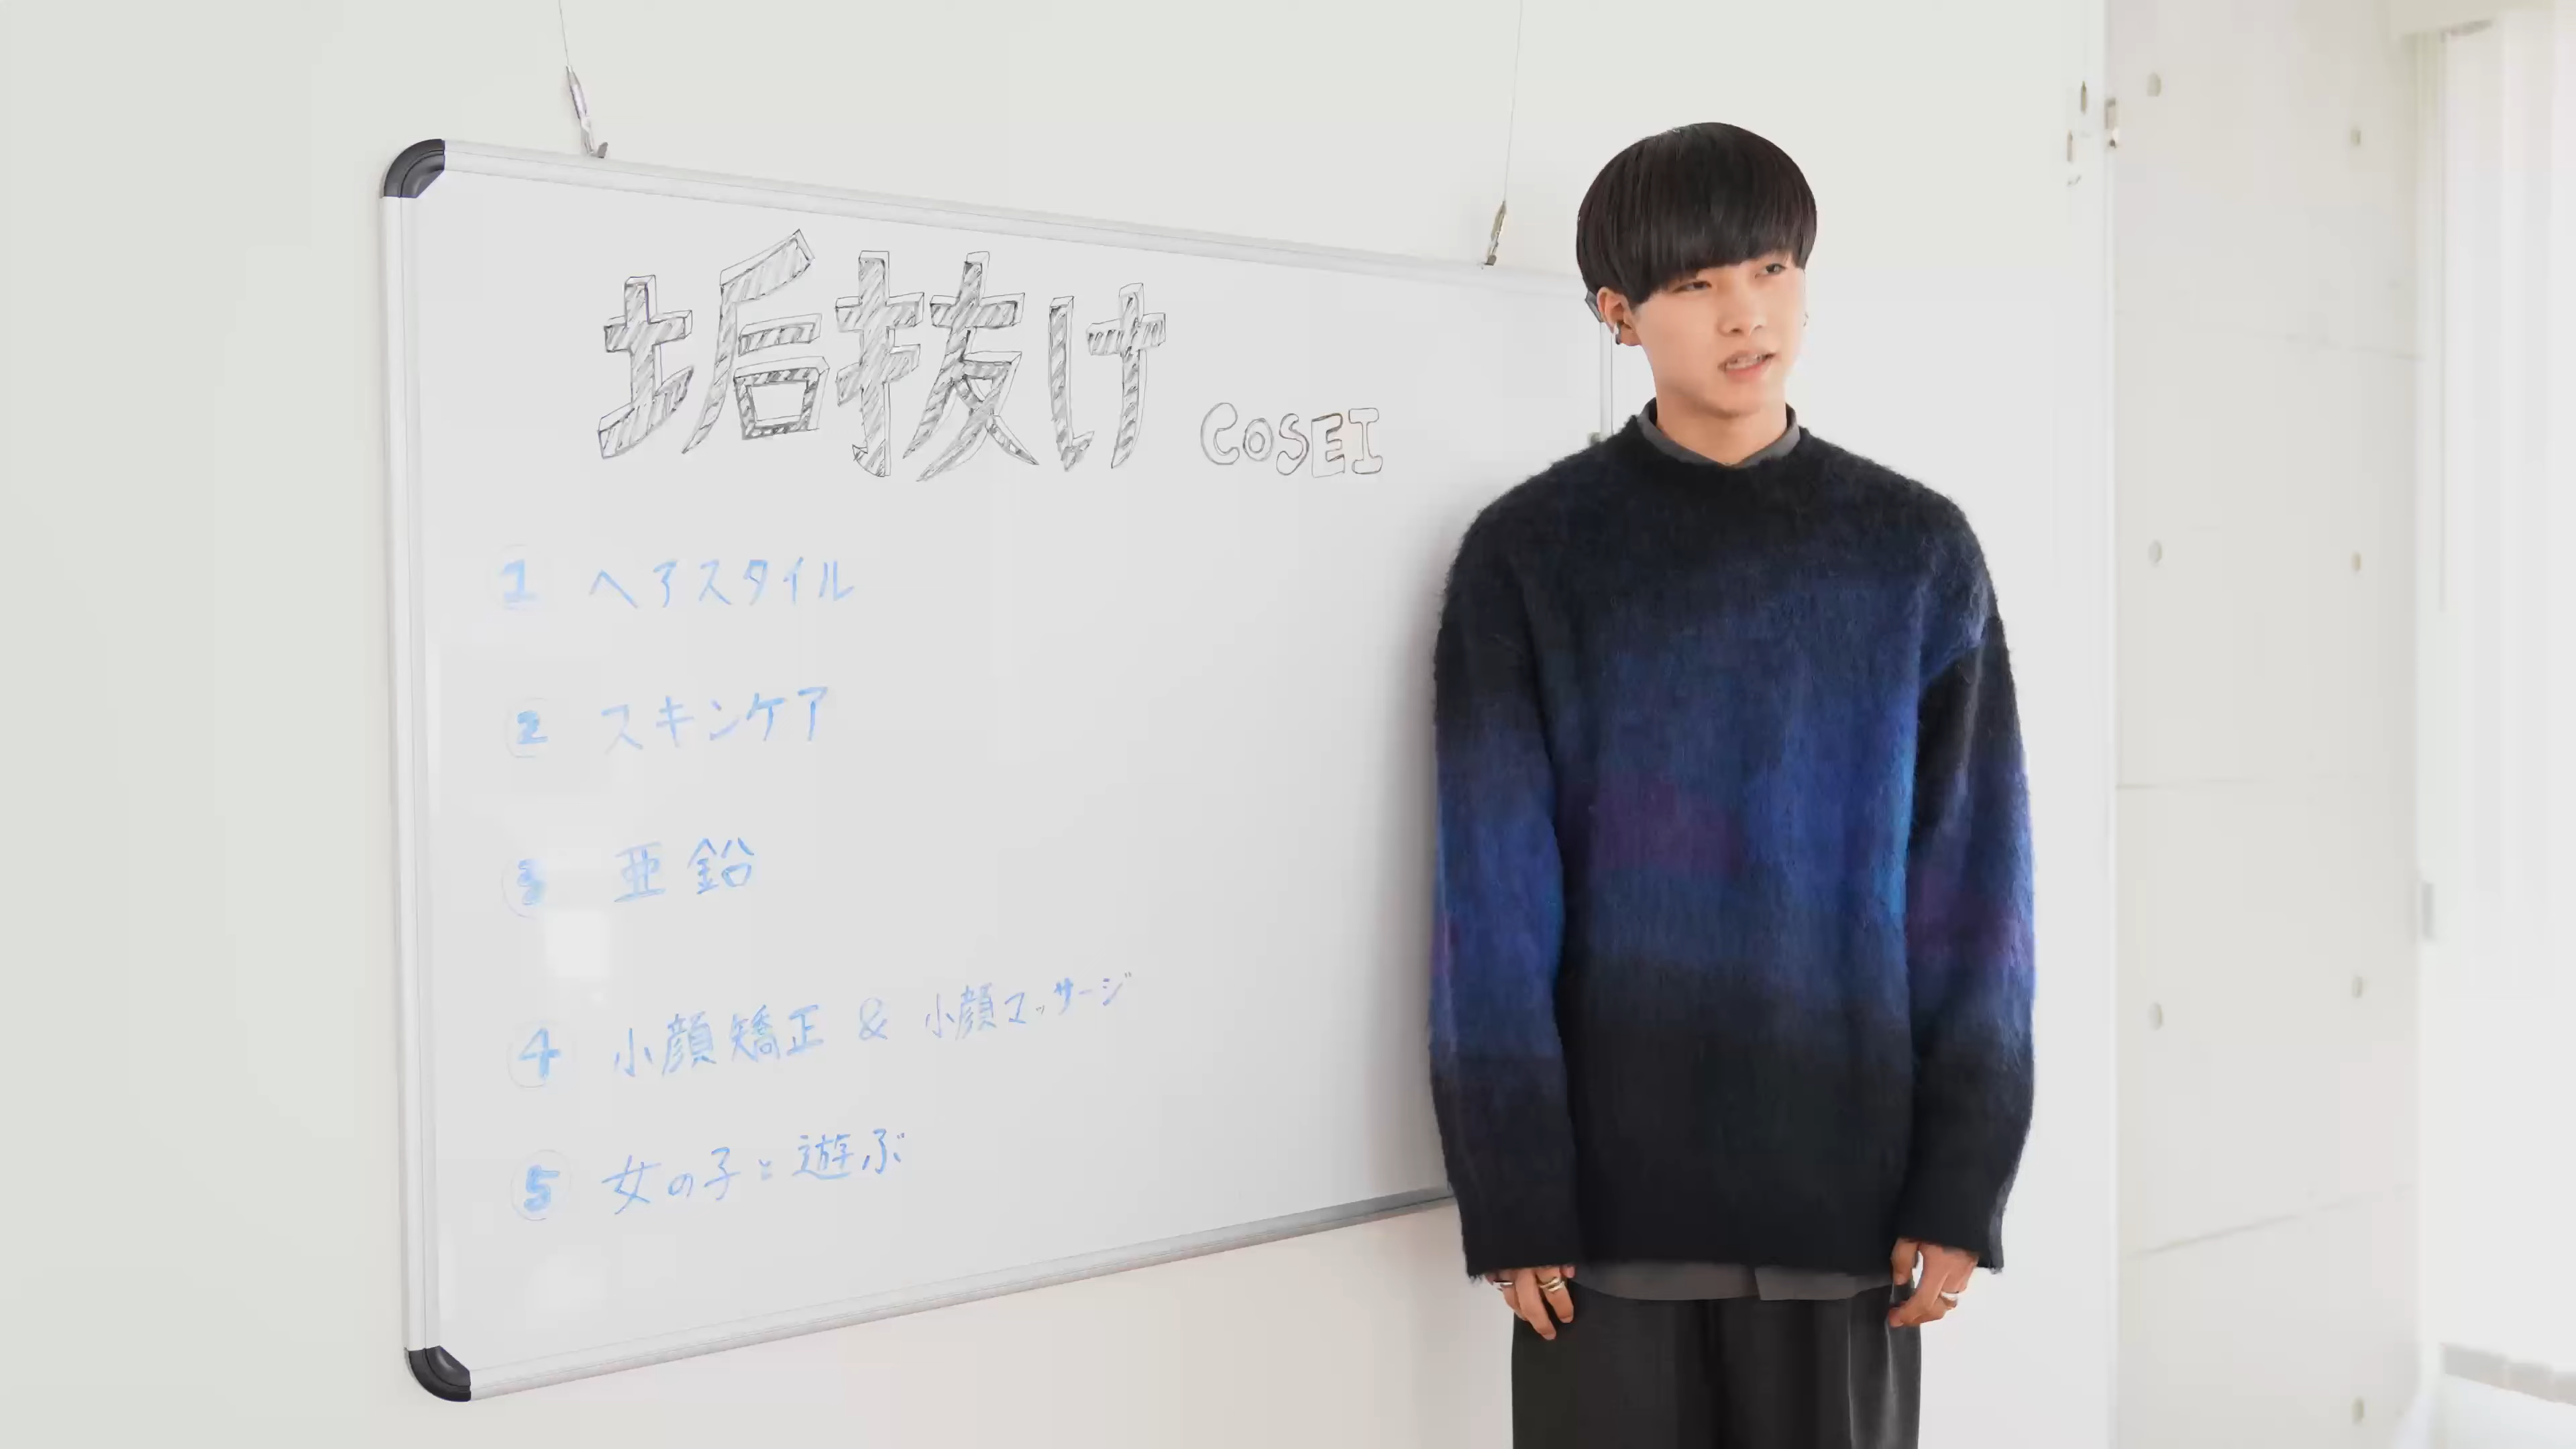 垢抜け COSEI
① ヘアスタイル
② スキンケア
③ 亜鉛
④ 小顔矯正 & 小顔マッサージ
⑤ 女の子と遊ぶ